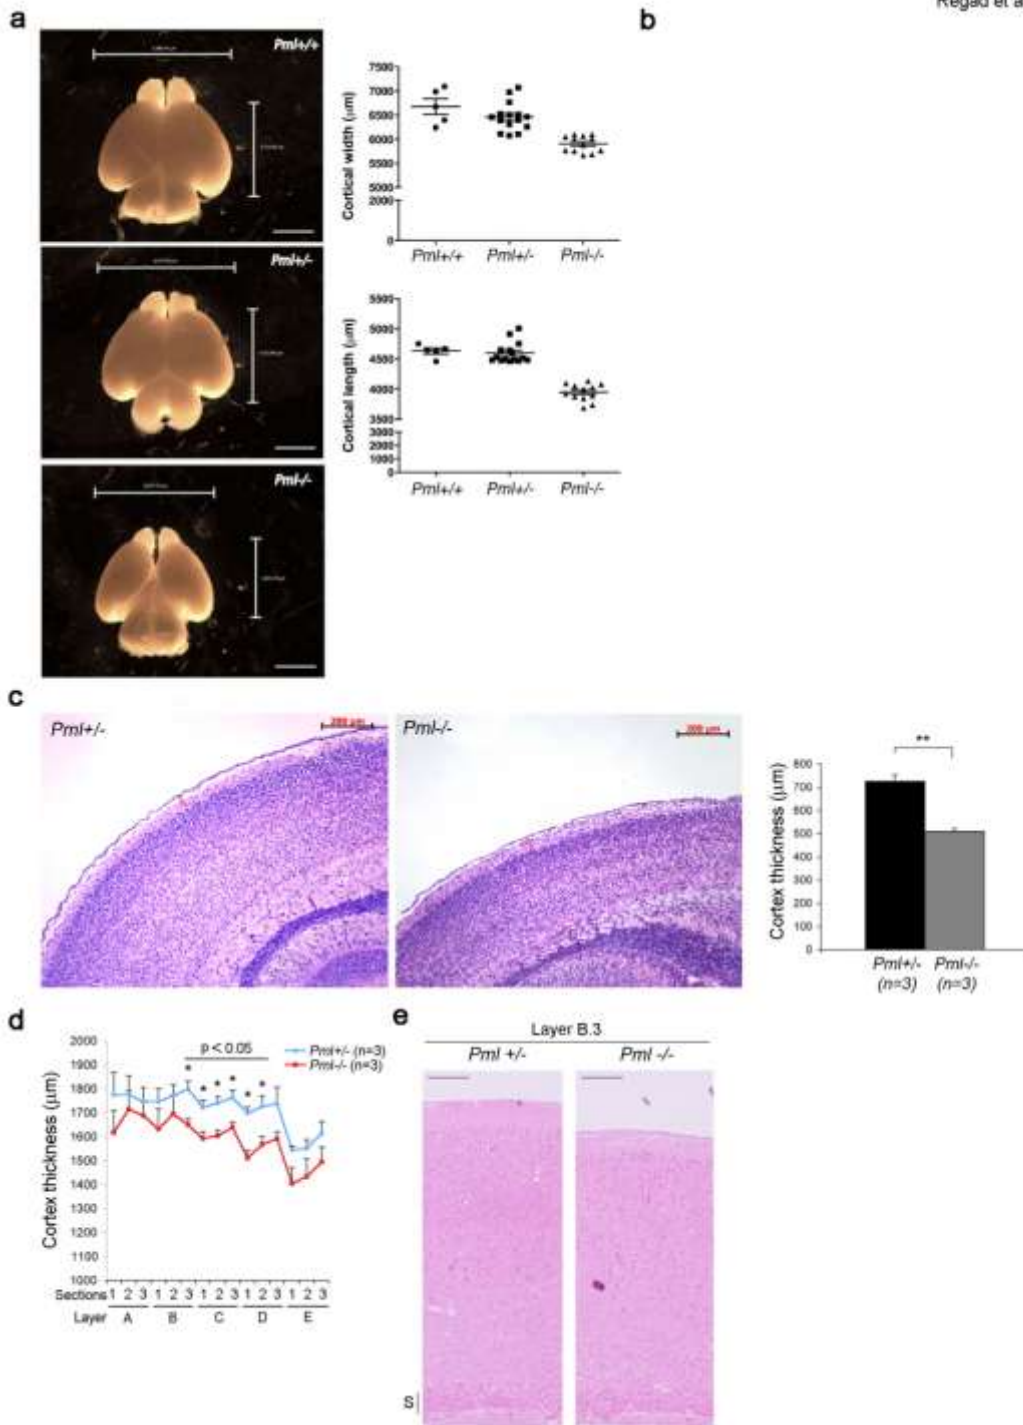 Regad et a
a
b
Pml+/+
Pml+/-
Pml-/-
Cortical width (µm)
7500
7000
6500
6000
5500
5000
2000
0
Pml+/+ Pml+/- Pml-/-
Cortical length (µm)
5500
5000
4500
4000
3500
3000
2000
1000
0
Pml+/+ Pml+/- Pml-/-
c
Pml+/-
200 µm
Pml-/-
200 µm
**
Cortex thickness (µm)
800
700
600
500
400
300
200
100
0
Pml+/- Pml-/-
(n=3) (n=3)
d
Cortex thickness (µm)
2000
1900
1800
1700
1600
1500
1400
1300
1200
1100
1000
p < 0.05
* * * * * *
Pml+/- (n=3)
Pml-/- (n=3)
Sections 1 2 3 1 2 3 1 2 3 1 2 3 1 2 3
Layer A B C D E
e
Layer B.3
Pml +/- Pml -/-
S